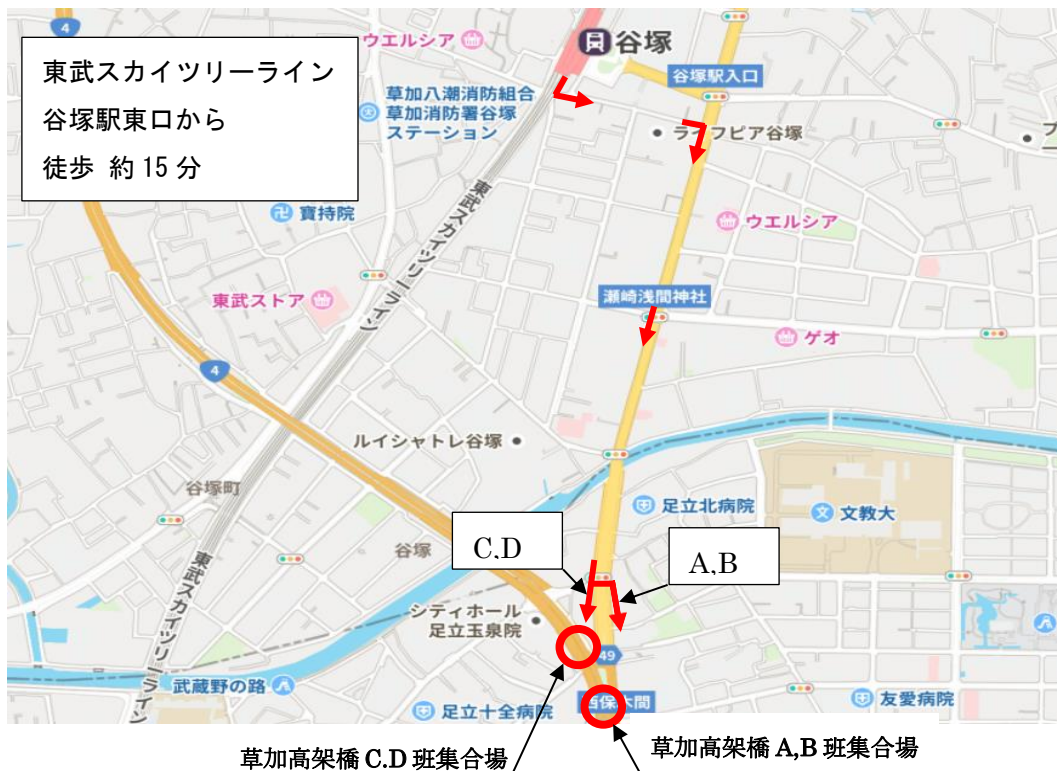 4
ウエルシア
谷塚
東武スカイツリーライン
谷塚駅東口から
徒歩 約15分
谷塚駅入口
草加八潮消防組合
草加消防署谷塚
ステーション
ライフピア谷塚
寶持院
ウエルシア
東武スカイツリーライン
東武ストア
瀬崎浅間神社
ゲオ
4
ルイシャトレ谷塚
谷塚町
足立北病院
文教大
谷塚
C.D
A,B
東武スカイツリーライン
シティホール
足立玉泉院
49
武蔵野の路
足立十全病院
友愛病院
草加高架橋 C.D 班集合場
草加高架橋 A,B 班集合場